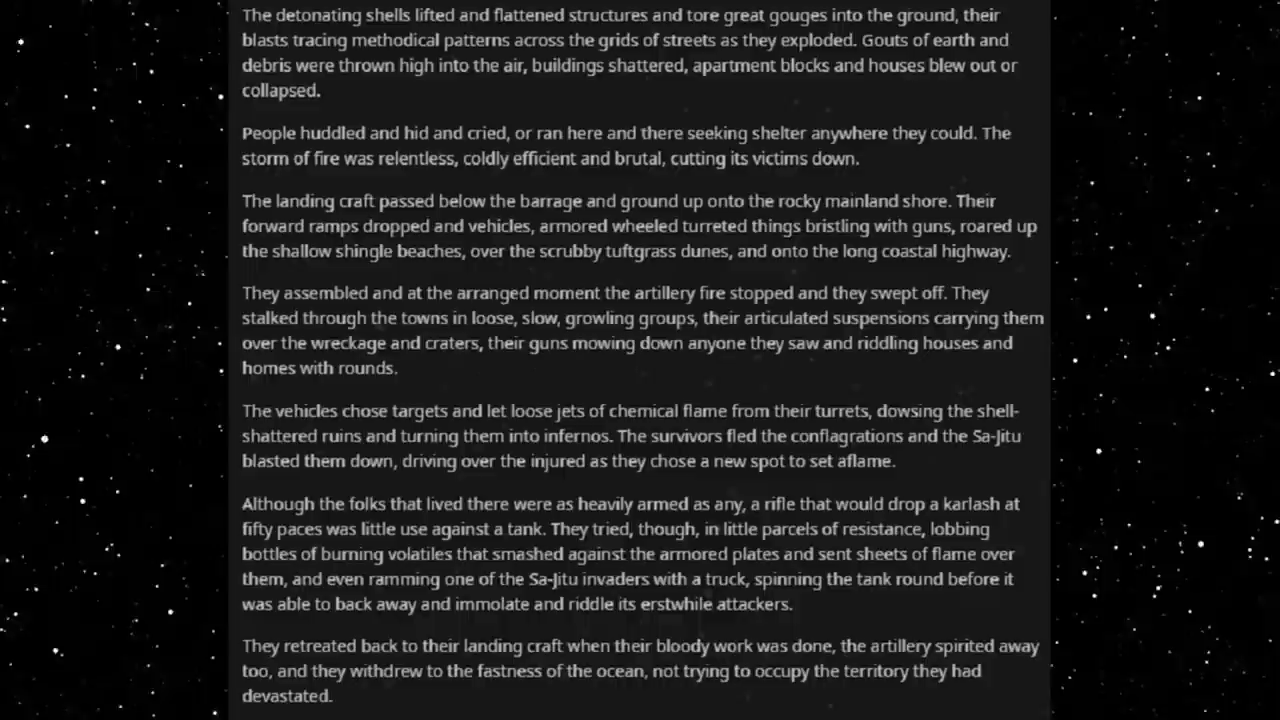 The detonating shells lifted and flattened structures and tore great gouges into the ground, their
blasts tracing methodical patterns across the grids of streets as they exploded. Gouts of earth and
debris were thrown high into the air, buildings shattered, apartment blocks and houses blew out or
collapsed.
People huddled and hid and cried, or ran here and there seeking shelter anywhere they could. The
storm of fire was relentless, coldly efficient and brutal, cutting its victims down.
The landing craft passed below the barrage and ground up onto the rocky mainland shore. Their
forward ramps dropped and vehicles, armored wheeled turreted things bristling with guns, roared up
the shallow shingle beaches, over the scrubby tuftgrass dunes, and onto the long coastal highway.
They assembled and at the arranged moment the artillery fire stopped and they swept off. They
stalked through the towns in loose, slow, growling groups, their articulated suspensions carrying them
over the wreckage and craters, their guns mowing down anyone they saw and riddling houses and
homes with rounds.
The vehicles chose targets and let loose jets of chemical flame from their turrets, dowsing the shell-
shattered ruins and turning them into infernos. The survivors fled the conflagrations and the Sa-Jitu
blasted them down, driving over the injured as they chose a new spot to set aflame.
Although the folks that lived there were as heavily armed as any, a rifle that would drop a karlash at
fifty paces was little use against a tank. They tried, though, in little parcels of resistance, lobbing
bottles of burning volatiles that smashed against the armored plates and sent sheets of flame over
them, and even ramming one of the Sa-Jitu invaders with a truck, spinning the tank round before it
was able to back away and immolate and riddle its erstwhile attackers.
They retreated back to their landing craft when their bloody work was done, the artillery spirited away
too, and they withdrew to the fastness of the ocean, not trying to occupy the territory they had
devastated.